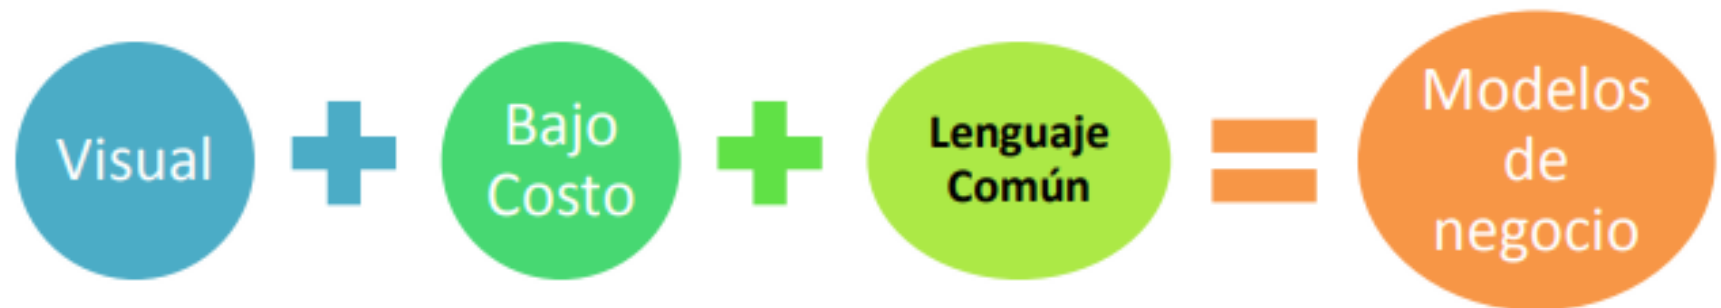 Visual
Bajo
Costo
Lenguaje
Común
Modelos
de
negocio